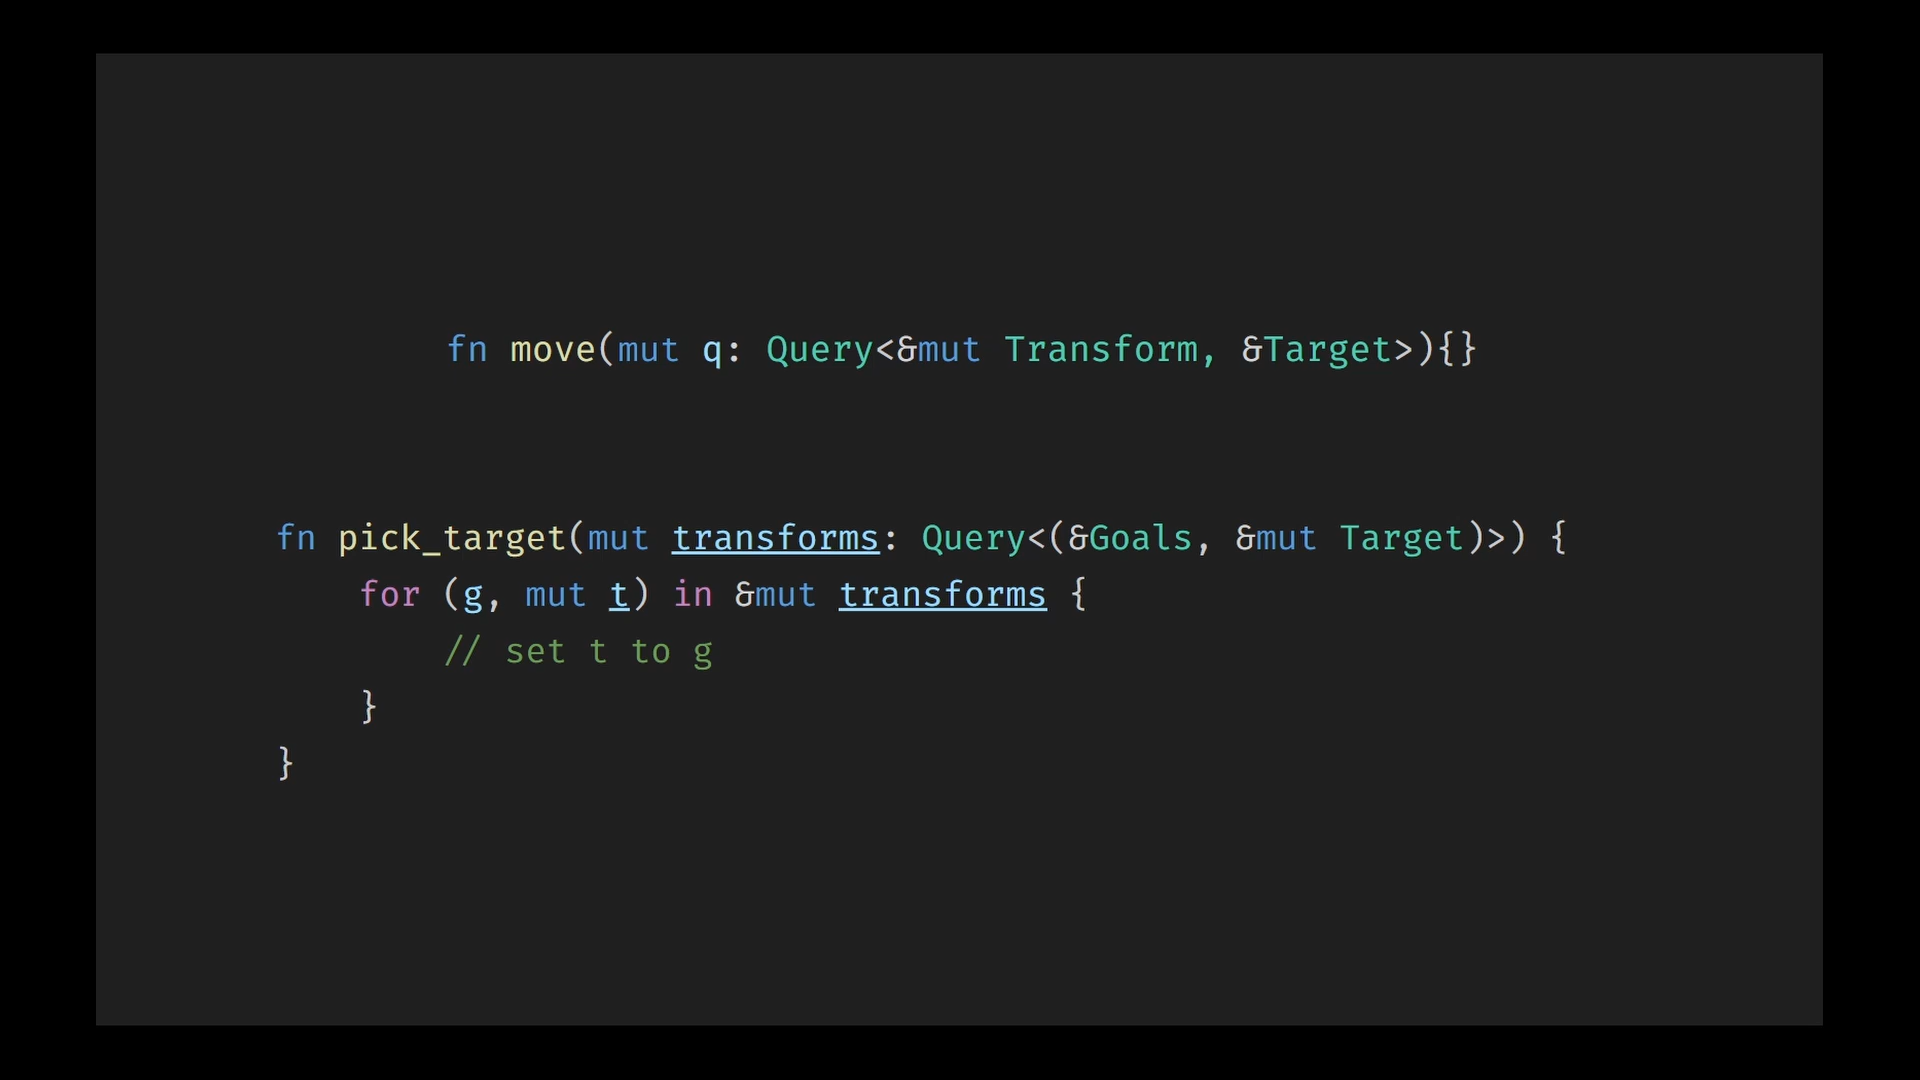 fn move(mut q: Query<&mut Transform, &Target>){}
fn pick_target(mut transforms: Query<(&Goals, &mut Target)>) {
for (g, mut t) in &mut transforms {
// set t to g
}
}